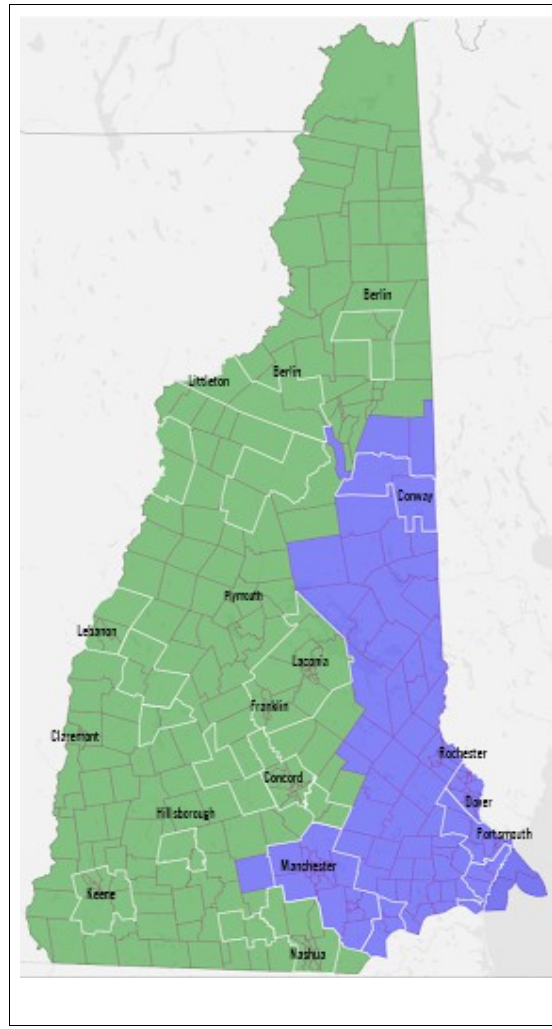 Berlin
Berlin
Littleton
Conway
Plymouth
Lebanon
Laconia
Franklin
Claremont
Rochester
Concord
Dover
Hillsborough
Portsmouth
Manchester
Keene
Nashua